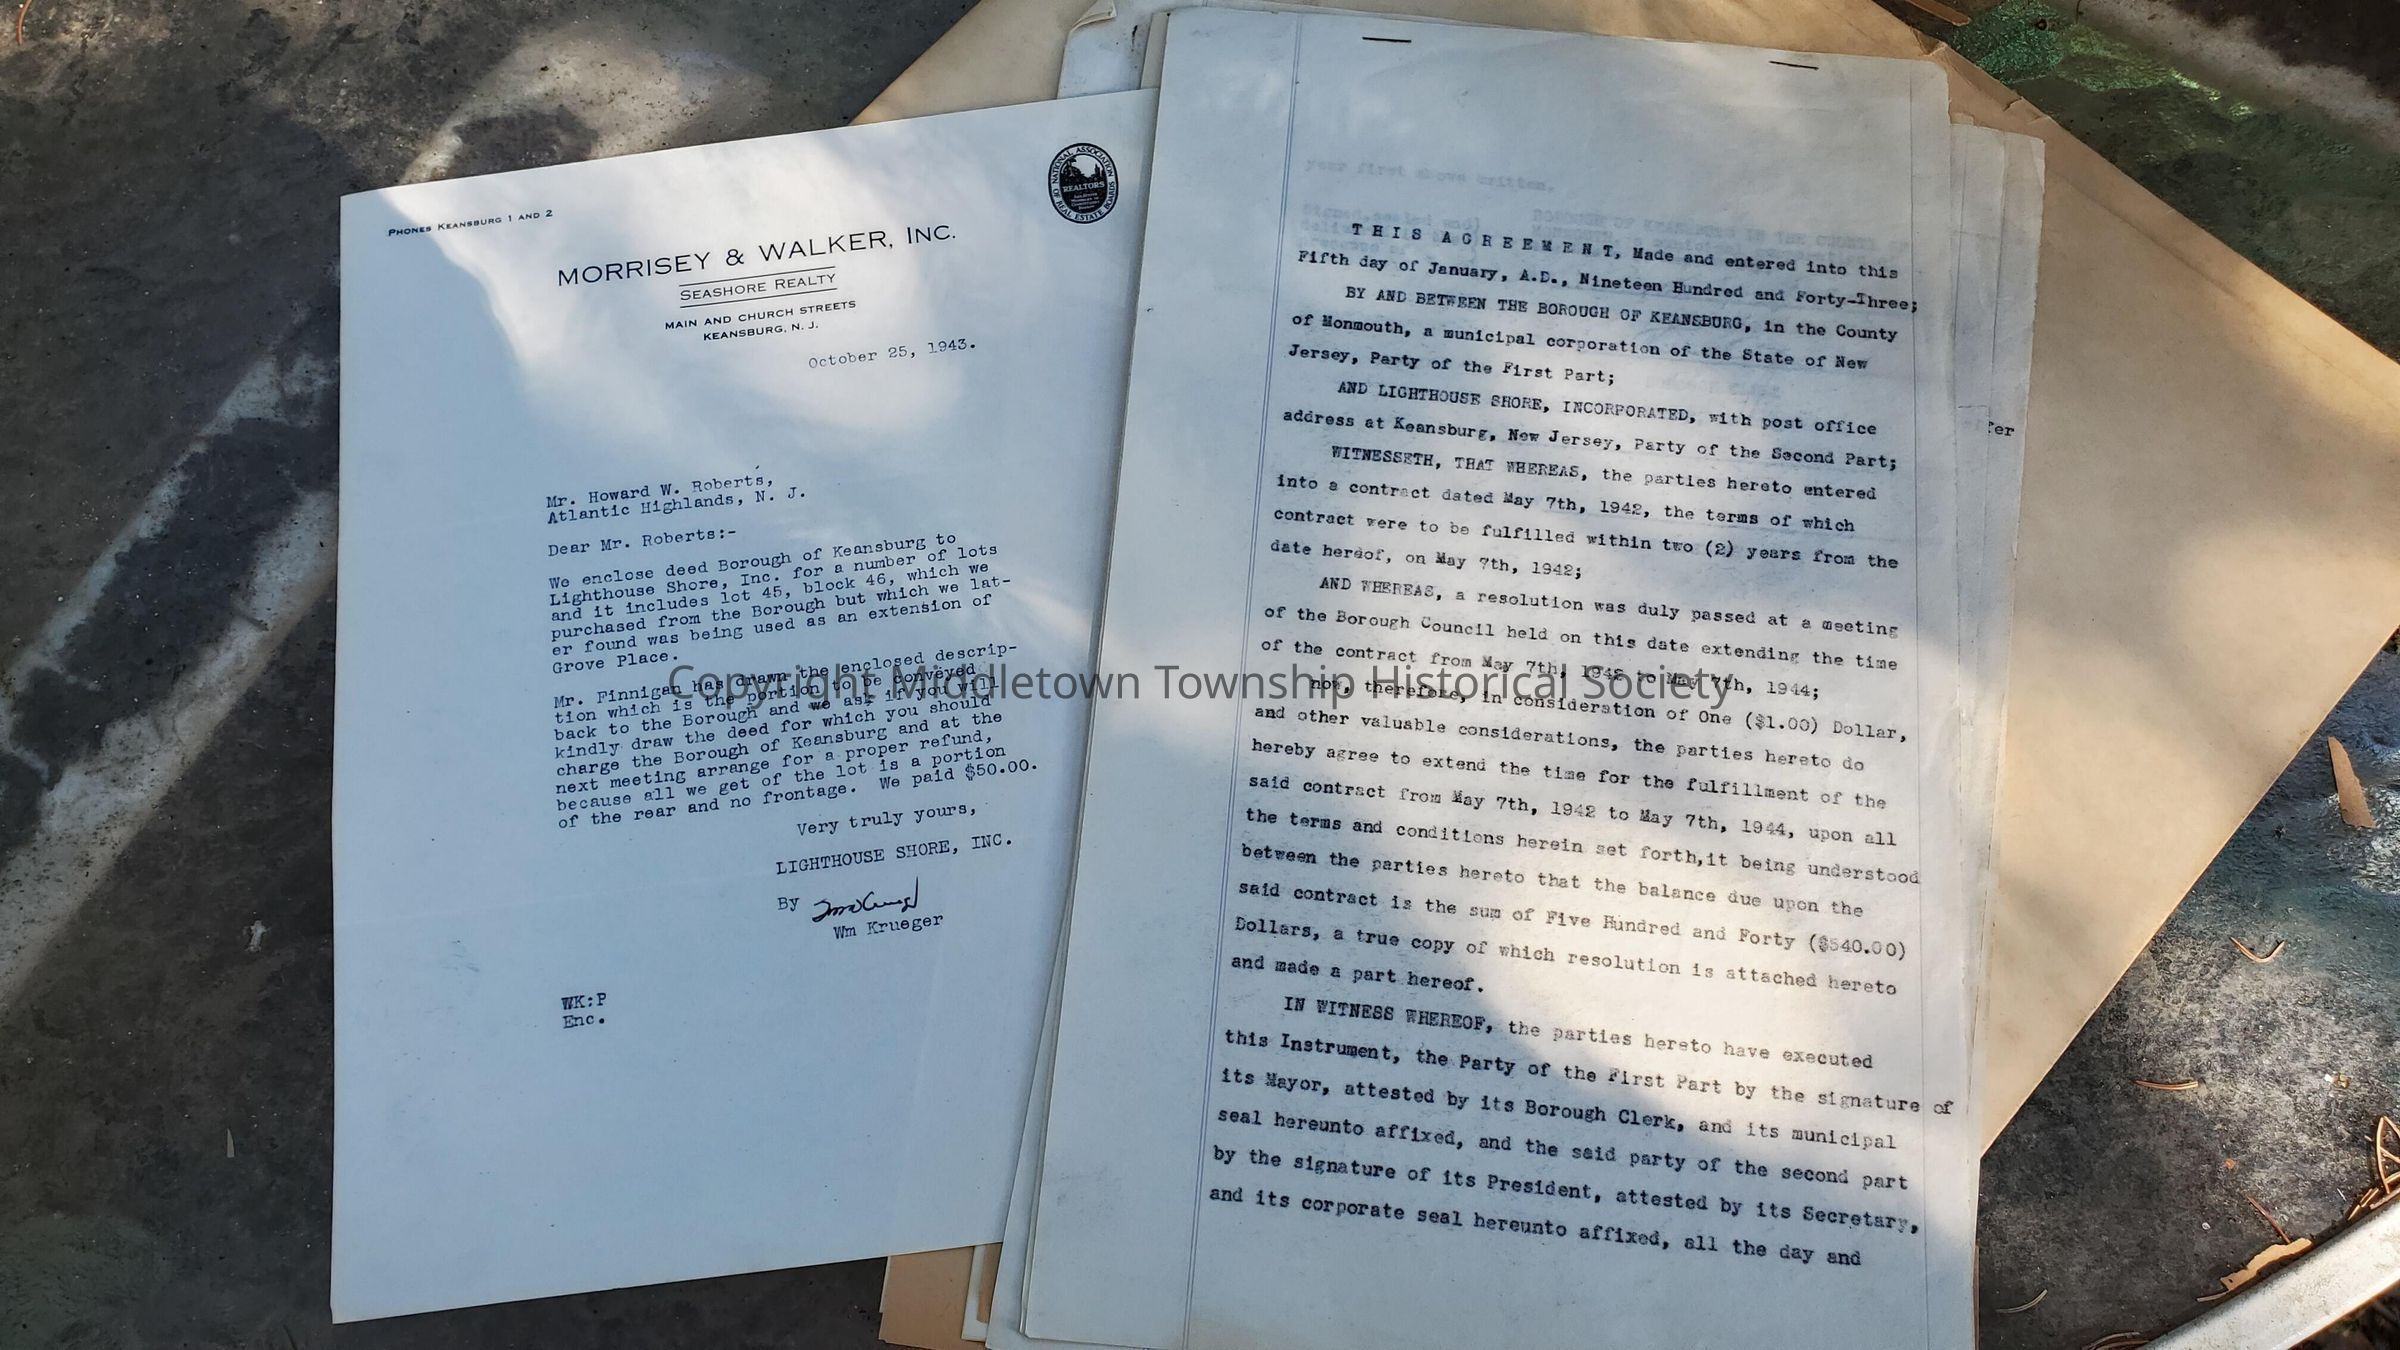 PHONES KEANSBURG 1 AND 2
NATIONAL ASSOCIATION
OF REAL ESTATE BOARDS
REALTORS
MORRISEY & WALKER, INC.
SEASHORE REALTY
MAIN AND CHURCH STREETS
KEANSBURG, N. J.
October 25, 1943.
Mr. Howard W. Roberts,
Atlantic Highlands, N. J.
Dear Mr. Roberts:-
We enclose deed Borough of Keansburg to
Lighthouse Shore, Inc. for a number of lots
and it includes lot 45, block 46, which we
purchased from the Borough but which we lat-
er found was being used as an extension of
Grove Place.
Mr. Finnigan has drawn the enclosed descrip-
tion which is the portion to be conveyed
back to the Borough and we ask if you will
kindly draw the deed for which you should
charge the Borough of Keansburg and at the
next meeting arrange for a proper refund,
because all we get of the lot is a portion
of the rear and no frontage. We paid $50.00.
Very truly yours,
LIGHTHOUSE SHORE, INC.
By
Wm Krueger
WK:P
Enc.
your first above written.
Signed, sealed and)
BOROUGH OF KEANSBURG IN THE COUNTY OF
THIS AGREEMENT, Made and entered into this
Fifth day of January, A.D., Nineteen Hundred and Forty-Three;
BY AND BETWEEN THE BOROUGH OF KEANSBURG, in the County
of Monmouth, a municipal corporation of the State of New
Jersey, Party of the First Part;
AND LIGHTHOUSE SHORE, INCORPORATED, with post office
address at Keansburg, New Jersey, Party of the Second Part;
WITNESSETH, THAT WHEREAS, the parties hereto entered
into a contract dated May 7th, 1942, the terms of which
contract were to be fulfilled within two (2) years from the
date hereof, on May 7th, 1942;
AND WHEREAS, a resolution was duly passed at a meeting
of the Borough Council held on this date extending the time
of the contract from May 7th, 1942 to May 7th, 1944;
now, therefore, in consideration of One ($1.00) Dollar,
and other valuable considerations, the parties hereto do
hereby agree to extend the time for the fulfillment of the
said contract from May 7th, 1942 to May 7th, 1944, upon all
the terms and conditions herein set forth,it being understood
between the parties hereto that the balance due upon the
said contract is the sum of Five Hundred and Forty ($540.00)
Dollars, a true copy of which resolution is attached hereto
and made a part hereof.
IN WITNESS WHEREOF, the parties hereto have executed
this Instrument, the Party of the First Part by the signature of
its Mayor, attested by its Borough Clerk, and its municipal
seal hereunto affixed, and the said party of the second part
by the signature of its President, attested by its Secretary,
and its corporate seal hereunto affixed, all the day and
fer
Copyright Middletown Township Historical Society